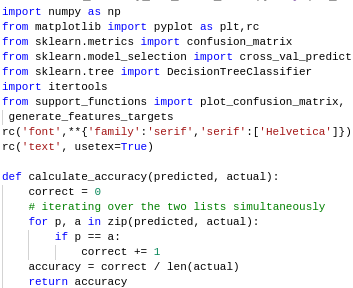 import numpy as np
from matplotlib import pyplot as plt,rc
from sklearn.metrics import confusion_matrix
from sklearn.model_selection import cross_val_predict
from sklearn.tree import DecisionTreeClassifier
import itertools
from support_functions import plot_confusion_matrix,
generate_features_targets
rc('font',**{'family':'serif','serif':['Helvetica']})
rc('text', usetex=True)
def calculate_accuracy(predicted, actual):
correct = 0
# iterating over the two lists simultaneously
for p, a in zip(predicted, actual):
if p == a:
correct += 1
accuracy = correct / len(actual)
return accuracy